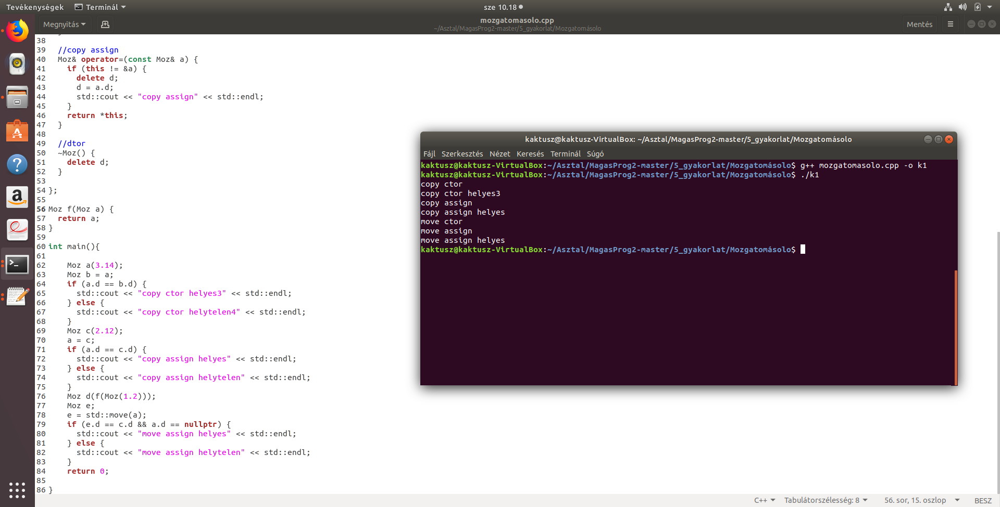 Tevékenységek Terminál sze 10.18
Megnyitás mozgatomasolo.cpp Mentés
~/Asztal/MagasProg2-master/5_gyakorlat/Mozgatomásolo
38
39 //copy assign
40 Moz& operator=(const Moz& a) {
41 if (this != &a) {
42 delete d;
43 d = a.d;
44 std::cout << "copy assign" << std::endl;
45 }
46 return *this;
47 }
48
49 //dtor
50 ~Moz() {
51 delete d;
52 }
53
54 };
55
56 Moz f(Moz a) {
57 return a;
58 }
59
60 int main(){
61
62 Moz a(3.14);
63 Moz b = a;
64 if (a.d == b.d) {
65 std::cout << "copy ctor helyes3" << std::endl;
66 } else {
67 std::cout << "copy ctor helytelen4" << std::endl;
68 }
69 Moz c(2.12);
70 a = c;
71 if (a.d == c.d) {
72 std::cout << "copy assign helyes" << std::endl;
73 } else {
74 std::cout << "copy assign helytelen" << std::endl;
75 }
76 Moz d(f(Moz(1.2)));
77 Moz e;
78 e = std::move(a);
79 if (e.d == c.d && a.d == nullptr) {
80 std::cout << "move assign helyes" << std::endl;
81 } else {
82 std::cout << "move assign helytelen" << std::endl;
83 }
84 return 0;
85
86 }
kaktusz@kaktusz-VirtualBox: ~/Asztal/MagasProg2-master/5_gyakorlat/Mozgatomásolo
Fájl Szerkesztés Nézet Keresés Terminál Súgó
kaktusz@kaktusz-VirtualBox:~/Asztal/MagasProg2-master/5_gyakorlat/Mozgatomásolo$ g++ mozgatomasolo.cpp -o k1
kaktusz@kaktusz-VirtualBox:~/Asztal/MagasProg2-master/5_gyakorlat/Mozgatomásolo$ ./k1
copy ctor
copy ctor helyes3
copy assign
copy assign helyes
move ctor
move assign
move assign helyes
kaktusz@kaktusz-VirtualBox:~/Asztal/MagasProg2-master/5_gyakorlat/Mozgatomásolo$
C++ Tabulátorszélesség: 8 56. sor, 15. oszlop BESZ